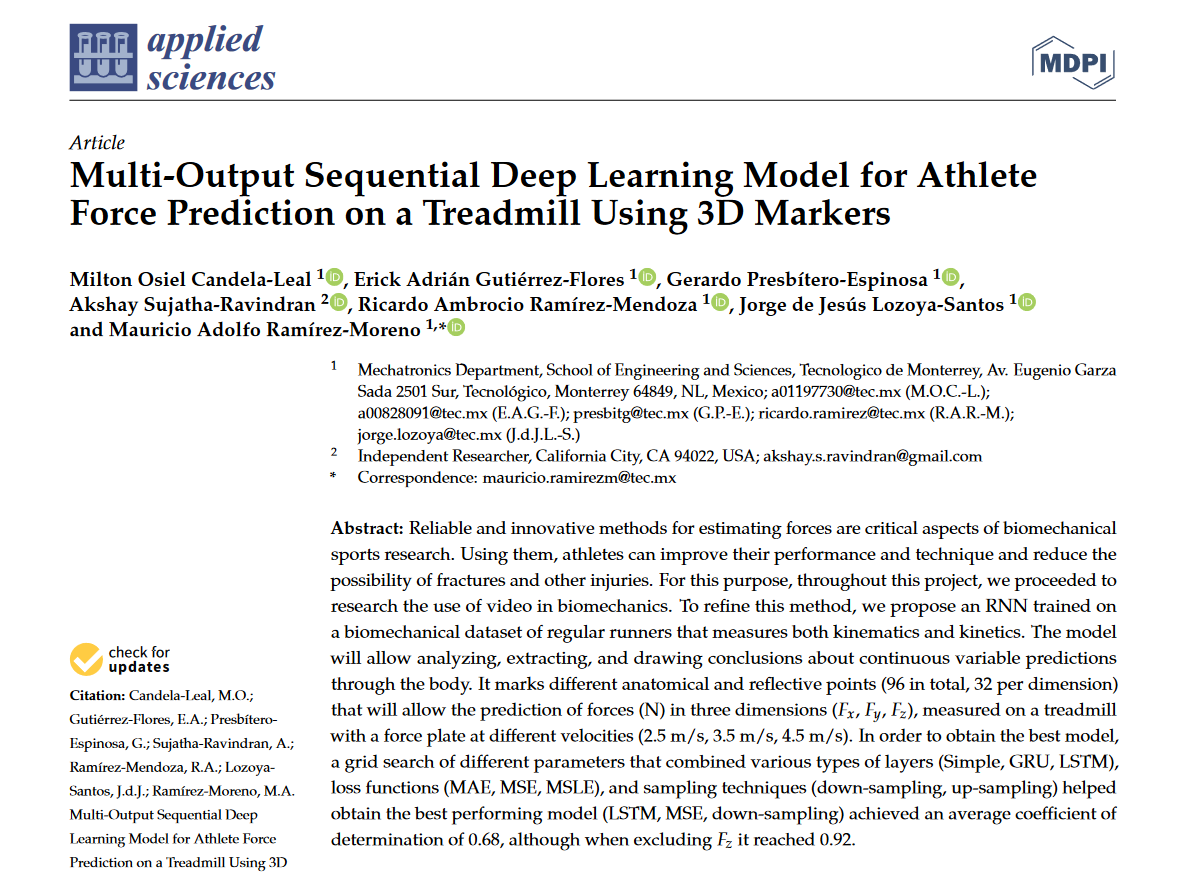 applied
sciences
MDPI
Article
Multi-Output Sequential Deep Learning Model for Athlete
Force Prediction on a Treadmill Using 3D Markers
Milton Osiel Candela-Leal 1 iD, Erick Adrián Gutiérrez-Flores 1 iD, Gerardo Presbítero-Espinosa 1 iD,
Akshay Sujatha-Ravindran 2 iD, Ricardo Ambrocio Ramírez-Mendoza 1 iD, Jorge de Jesús Lozoya-Santos 1 iD
and Mauricio Adolfo Ramírez-Moreno 1,* iD
1 Mechatronics Department, School of Engineering and Sciences, Tecnologico de Monterrey, Av. Eugenio Garza
Sada 2501 Sur, Tecnológico, Monterrey 64849, NL, Mexico; a01197730@tec.mx (M.O.C.-L.);
a00828091@tec.mx (E.A.G.-F.); presbitg@tec.mx (G.P.-E.); ricardo.ramirez@tec.mx (R.A.R.-M.);
jorge.lozoya@tec.mx (J.d.J.L.-S.)
2 Independent Researcher, California City, CA 94022, USA; akshay.s.ravindran@gmail.com
* Correspondence: mauricio.ramirezm@tec.mx
Abstract: Reliable and innovative methods for estimating forces are critical aspects of biomechanical
sports research. Using them, athletes can improve their performance and technique and reduce the
possibility of fractures and other injuries. For this purpose, throughout this project, we proceeded to
research the use of video in biomechanics. To refine this method, we propose an RNN trained on
a biomechanical dataset of regular runners that measures both kinematics and kinetics. The model
will allow analyzing, extracting, and drawing conclusions about continuous variable predictions
through the body. It marks different anatomical and reflective points (96 in total, 32 per dimension)
that will allow the prediction of forces (N) in three dimensions (Fx, Fy, Fz), measured on a treadmill
with a force plate at different velocities (2.5 m/s, 3.5 m/s, 4.5 m/s). In order to obtain the best model,
a grid search of different parameters that combined various types of layers (Simple, GRU, LSTM),
loss functions (MAE, MSE, MSLE), and sampling techniques (down-sampling, up-sampling) helped
obtain the best performing model (LSTM, MSE, down-sampling) achieved an average coefficient of
determination of 0.68, although when excluding Fz it reached 0.92.
check for
updates
Citation: Candela-Leal, M.O.;
Gutiérrez-Flores, E.A.; Presbítero-
Espinosa, G.; Sujatha-Ravindran, A.;
Ramírez-Mendoza, R.A.; Lozoya-
Santos, J.d.J.; Ramírez-Moreno, M.A.
Multi-Output Sequential Deep
Learning Model for Athlete Force
Prediction on a Treadmill Using 3D